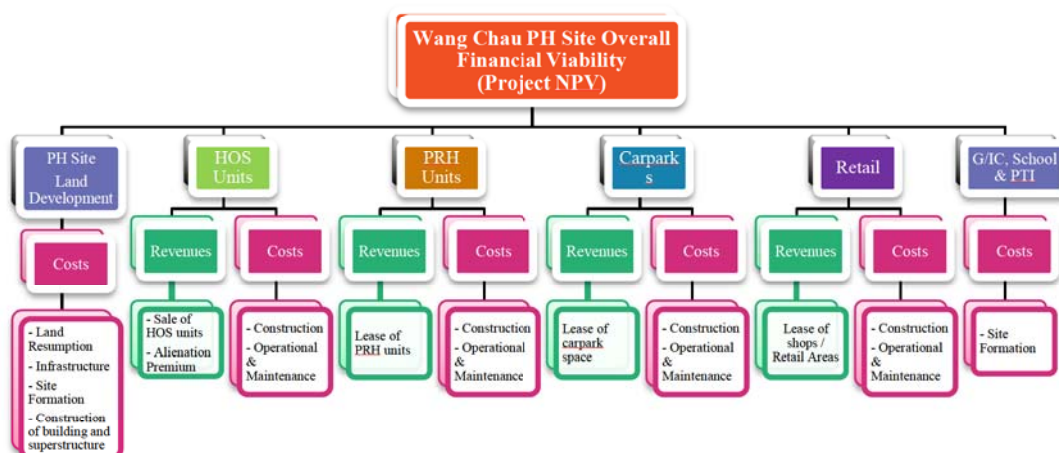 Wang Chau PH Site Overall
Financial Viability
(Project NPV)
PH Site
Land
Development
HOS
Units
PRH
Units
Carpark
s
Retail
G/IC, School
& PTI
Costs
Revenues
Costs
Revenues
Costs
Revenues
Costs
Revenues
Costs
Costs
- Land
Resumption
- Infrastructure
- Site
Formation
- Construction
of building and
superstructure
- Sale of
HOS units
- Alienation
Premium
- Construction
- Operational
&
Maintenance
Lease of
PRH units
- Construction
- Operational
&
Maintenance
Lease of
carpark
space
- Construction
- Operational
&
Maintenance
Lease of
shops /
Retail Areas
- Construction
- Operational
&
Maintenance
- Site
Formation